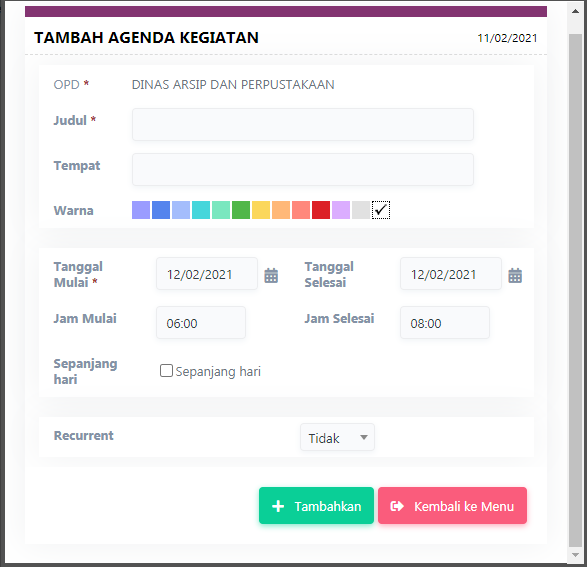 TAMBAH AGENDA KEGIATAN 11/02/2021
OPD * DINAS ARSIP DAN PERPUSTAKAAN
Judul *
Tempat
Warna
Tanggal Mulai * 12/02/2021 Tanggal Selesai 12/02/2021
Jam Mulai 06:00 Jam Selesai 08:00
Sepanjang hari Sepanjang hari
Recurrent Tidak
Tambahkan Kembali ke Menu